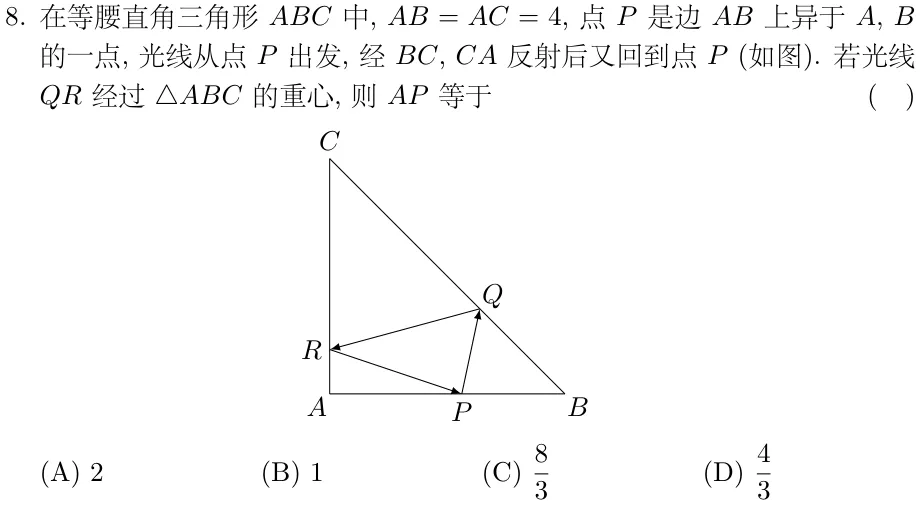 8. 在等腰直角三角形 ABC 中, AB = AC = 4, 点 P 是边 AB 上异于 A, B
的一点, 光线从点 P 出发, 经 BC, CA 反射后又回到点 P (如图). 若光线
QR 经过 △ABC 的重心, 则 AP 等于 ( )
C
Q
R
A
P
B
(A) 2 (B) 1 (C) 8/3 (D) 4/3